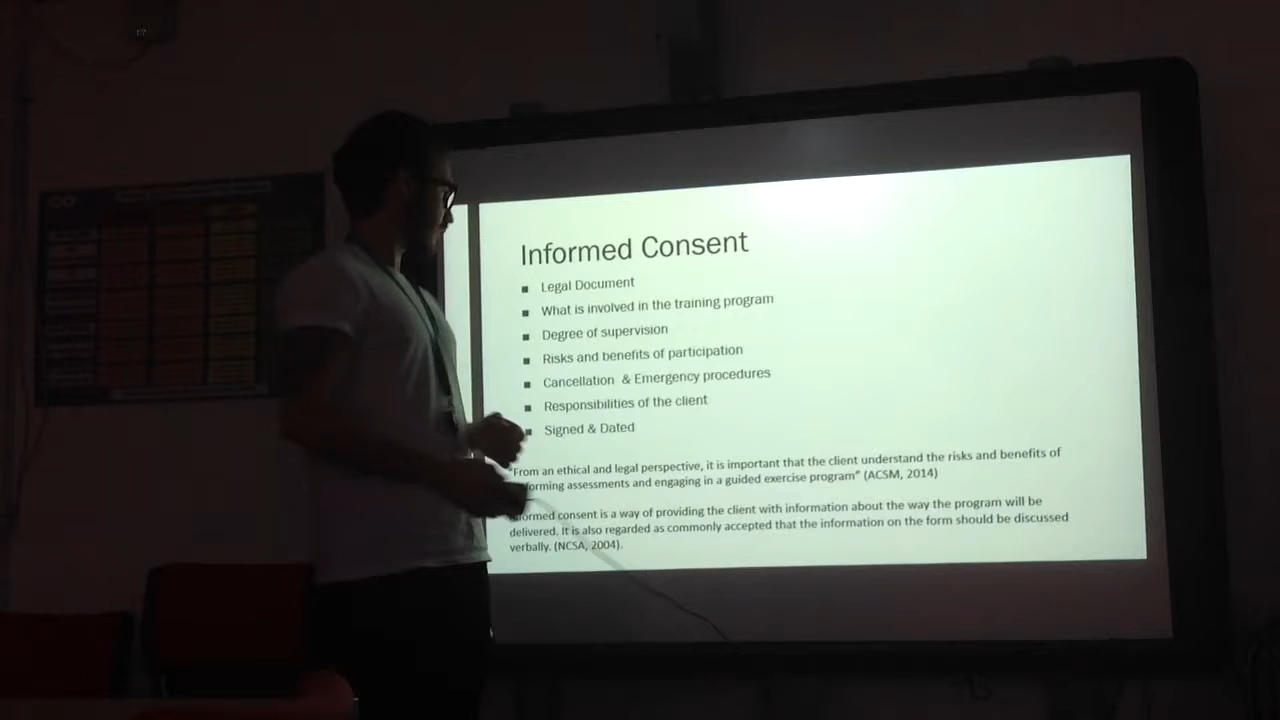 Informed Consent
Legal Document
What is involved in the training program
Degree of supervision
Risks and benefits of participation
Cancellation & Emergency procedures
Responsibilities of the client
Signed & Dated
"From an ethical and legal perspective, it is important that the client understand the risks and benefits of
forming assessments and engaging in a guided exercise program" (ACSM, 2014)
formed consent is a way of providing the client with information about the way the program will be
delivered. It is also regarded as commonly accepted that the information on the form should be discussed
verbally. (NCSA, 2004).